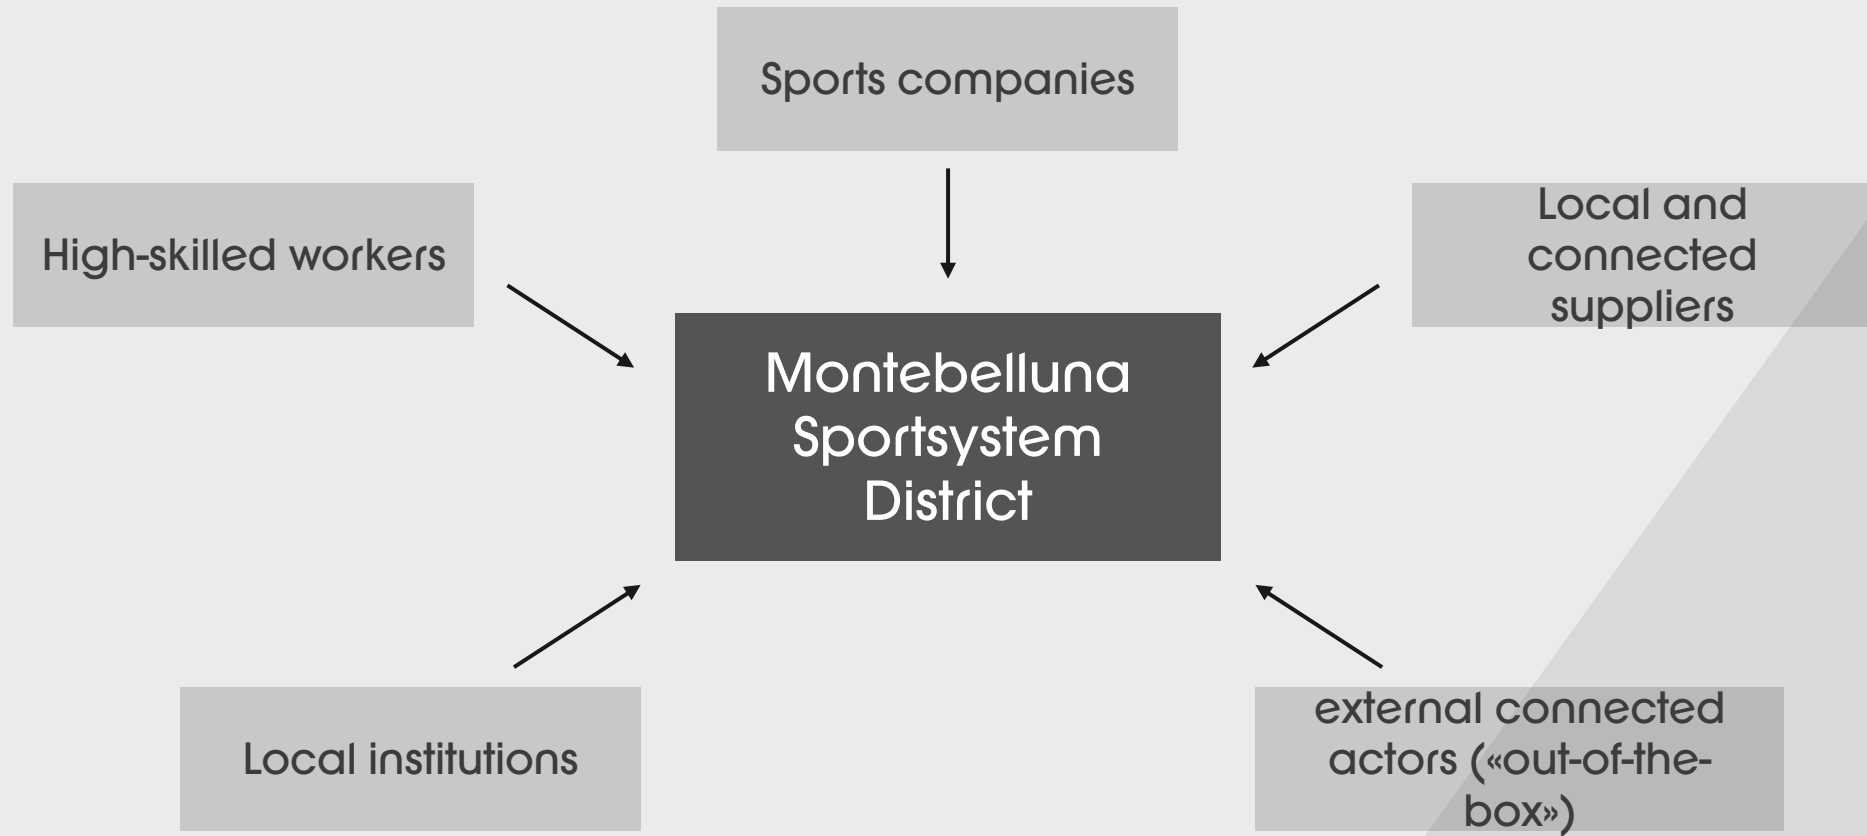 Sports companies
High-skilled workers
Local and
connected
suppliers
Montebelluna
Sportsystem
District
Local institutions
external connected
actors («out-of-the-
box»)